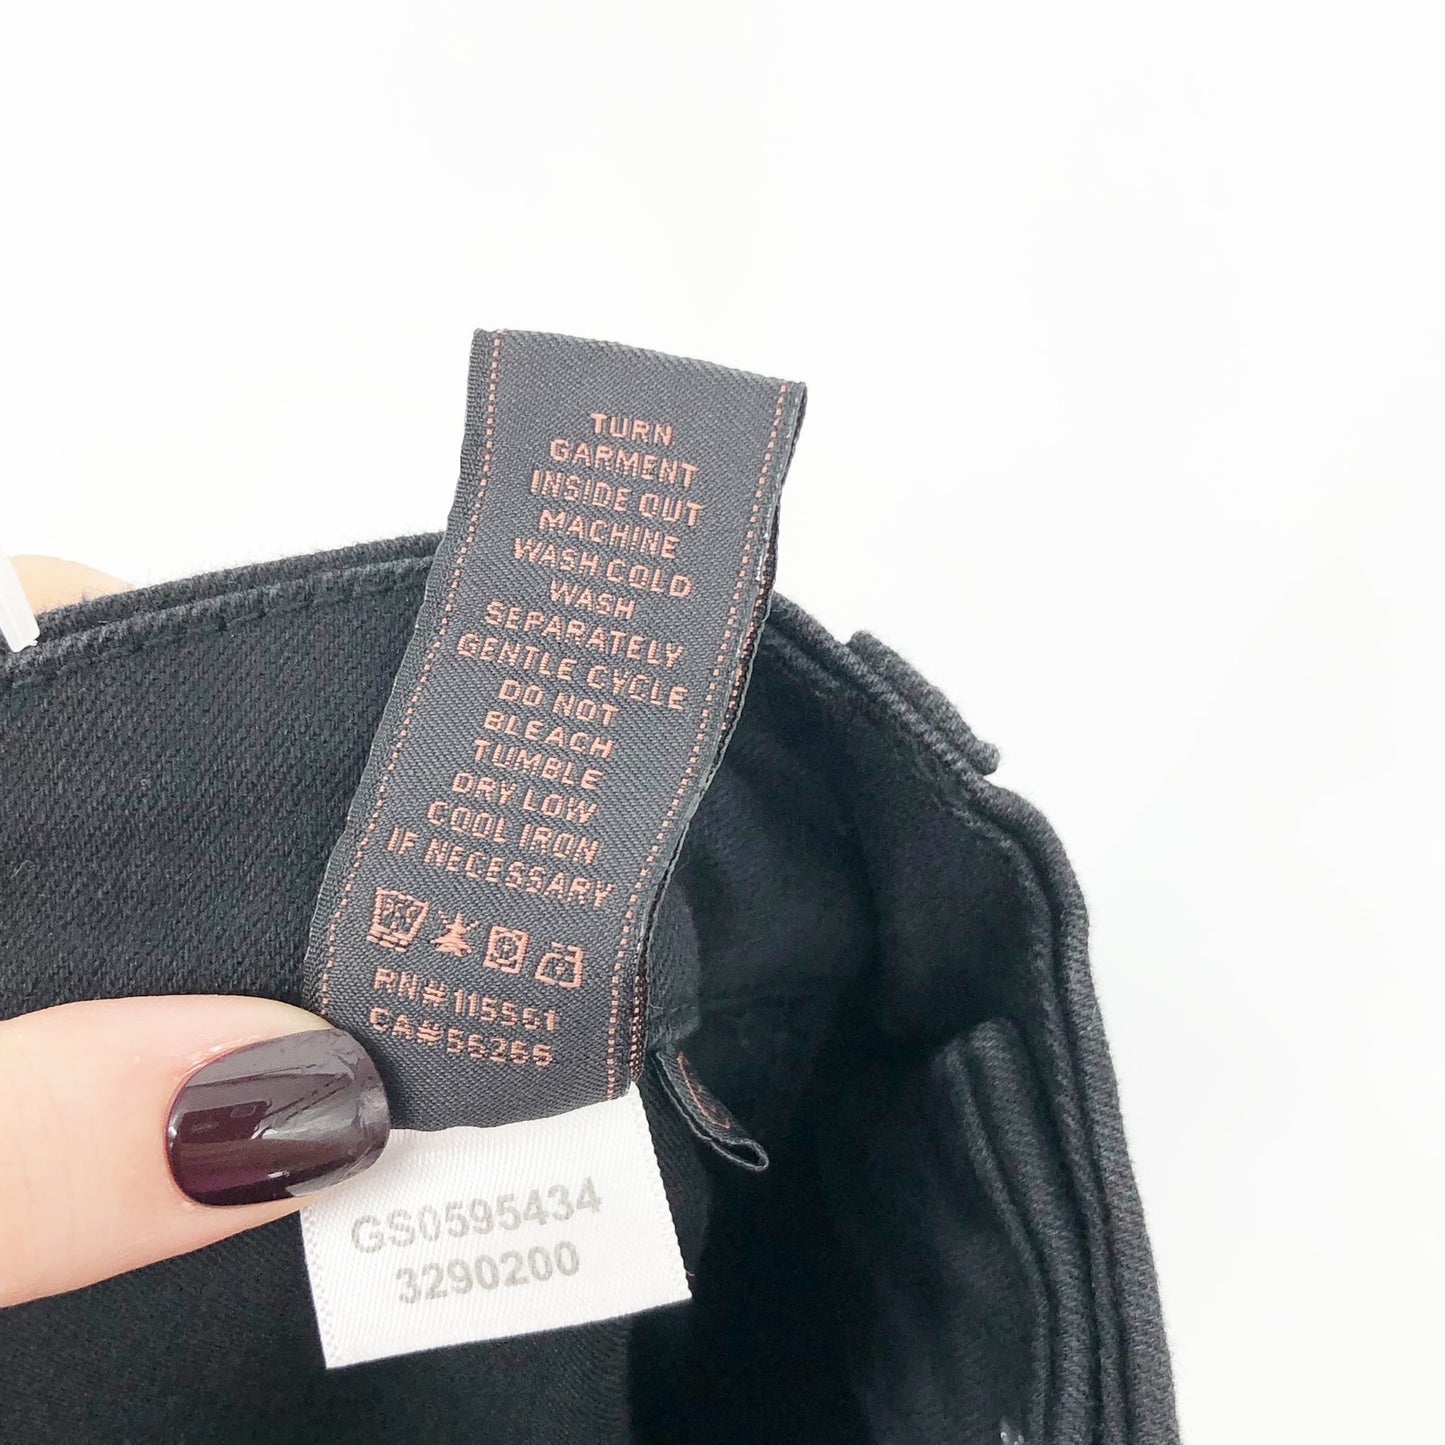 TURN
GARMENT
INSIDE OUT
MACHINE
WASH COLD
WASH
SEPARATELY
GENTLE CYCLE
DO NOT
BLEACH
TUMBLE
DRY LOW
COOL IRON
IF NECESSARY
RN# 115551
CA#
GS0595434
3290200